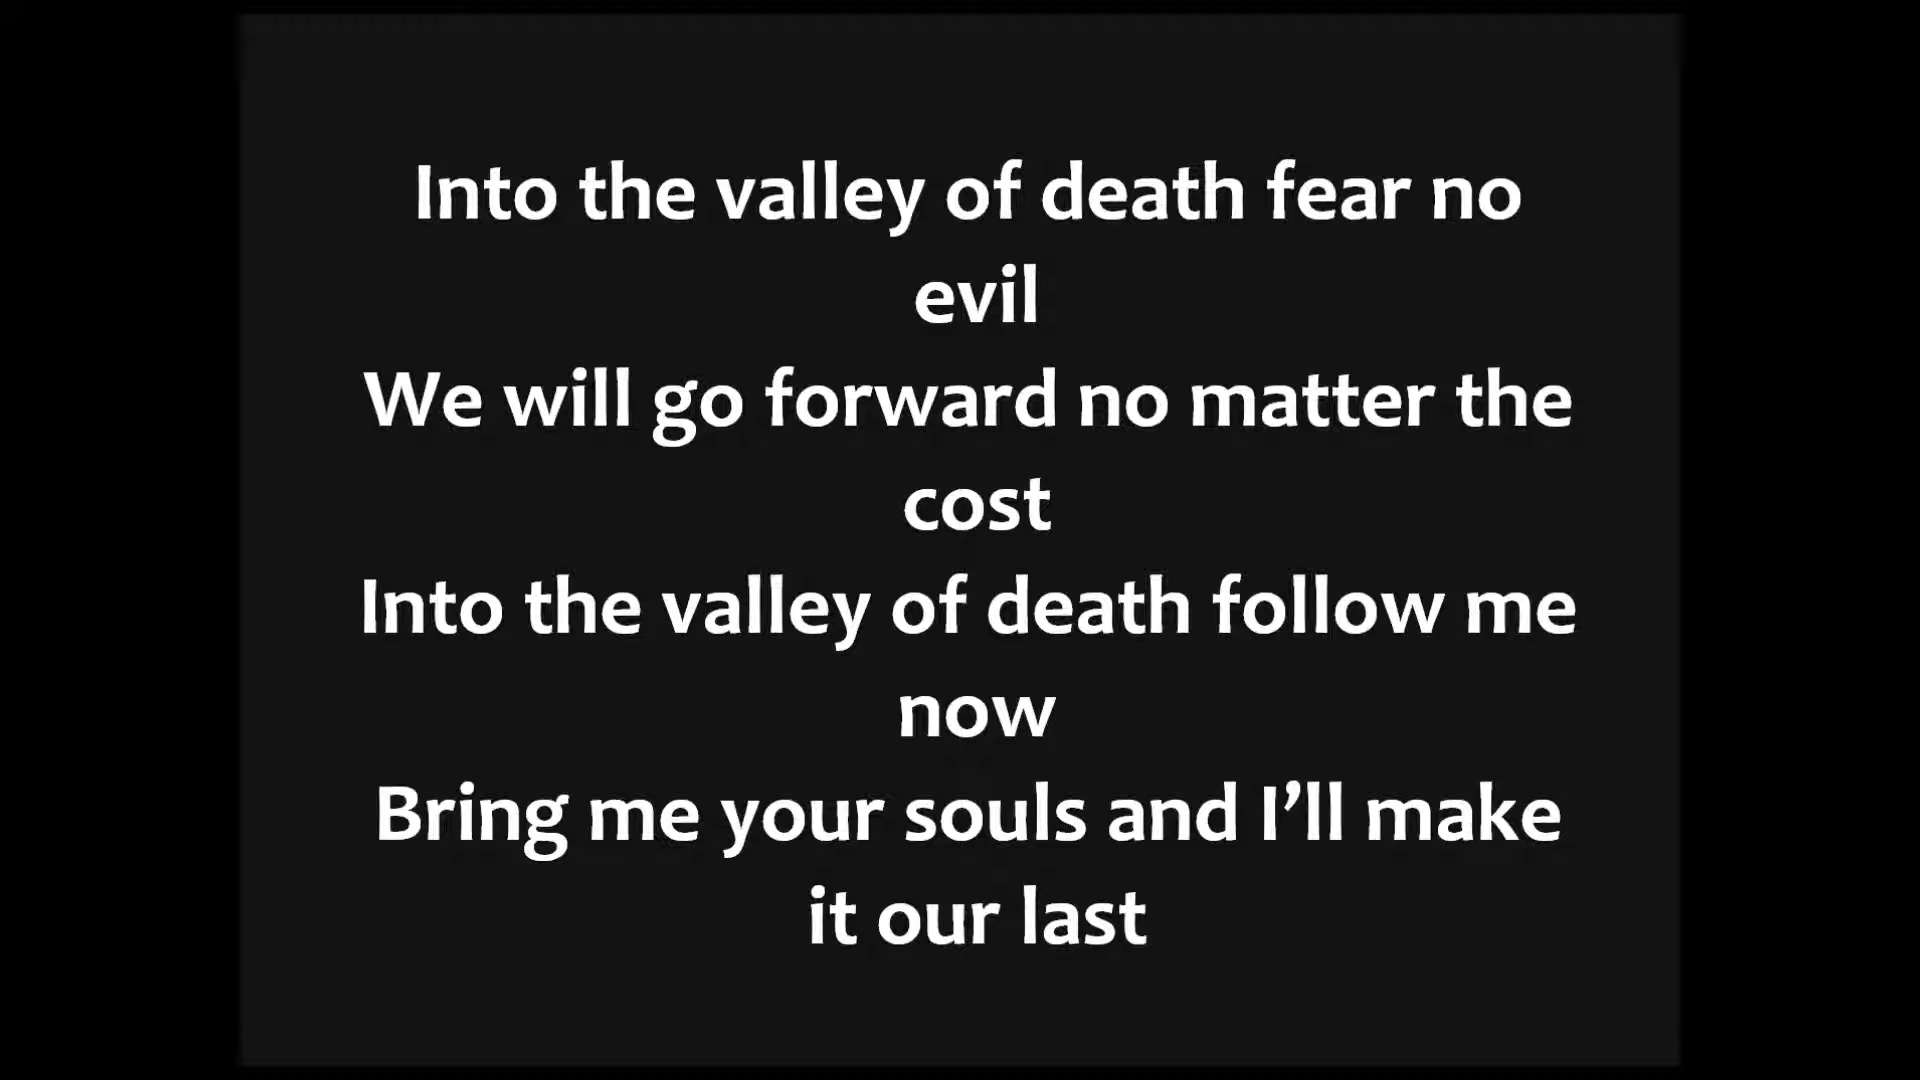 Into the valley of death fear no
evil
We will go forward no matter the
cost
Into the valley of death follow me
now
Bring me your souls and I’ll make
it our last